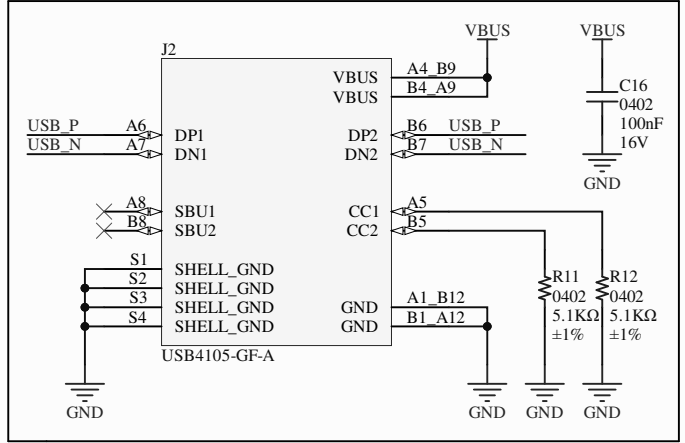 VBUS VBUS
J2
VBUS A4_B9
VBUS B4_A9
C16
0402
100nF
16V
GND
USB_P A6 DP1 DP2 B6 USB_P
USB_N A7 DN1 DN2 B7 USB_N
A8 SBU1 CC1 A5
B8 SBU2 CC2 B5
S1 SHELL_GND
S2 SHELL_GND
S3 SHELL_GND GND A1_B12
S4 SHELL_GND GND B1_A12
R11
0402
5.1KΩ
±1%
R12
0402
5.1KΩ
±1%
USB4105-GF-A
GND GND GND GND